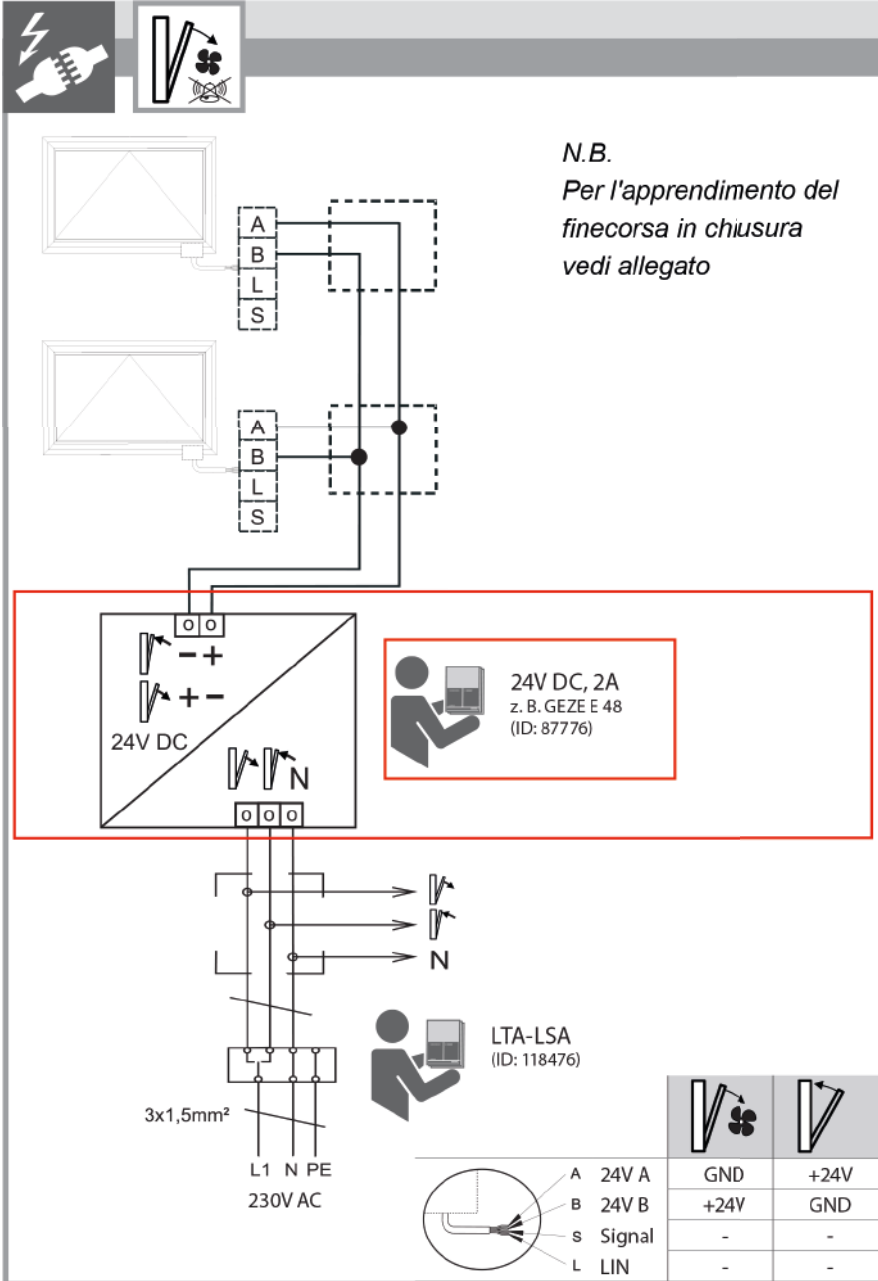 N.B.
Per l'apprendimento del
finecorsa in chiusura
vedi allegato
A
B
L
S
A
B
L
S
- +
+ -
24V DC
N
24V DC, 2A
z. B. GEZE E 48
(ID: 87776)
N
LTA-LSA
(ID: 118476)
3x1,5mm²
L1 N PE
230V AC
A 24V A GND +24V
B 24V B +24V GND
S Signal - -
L LIN - -